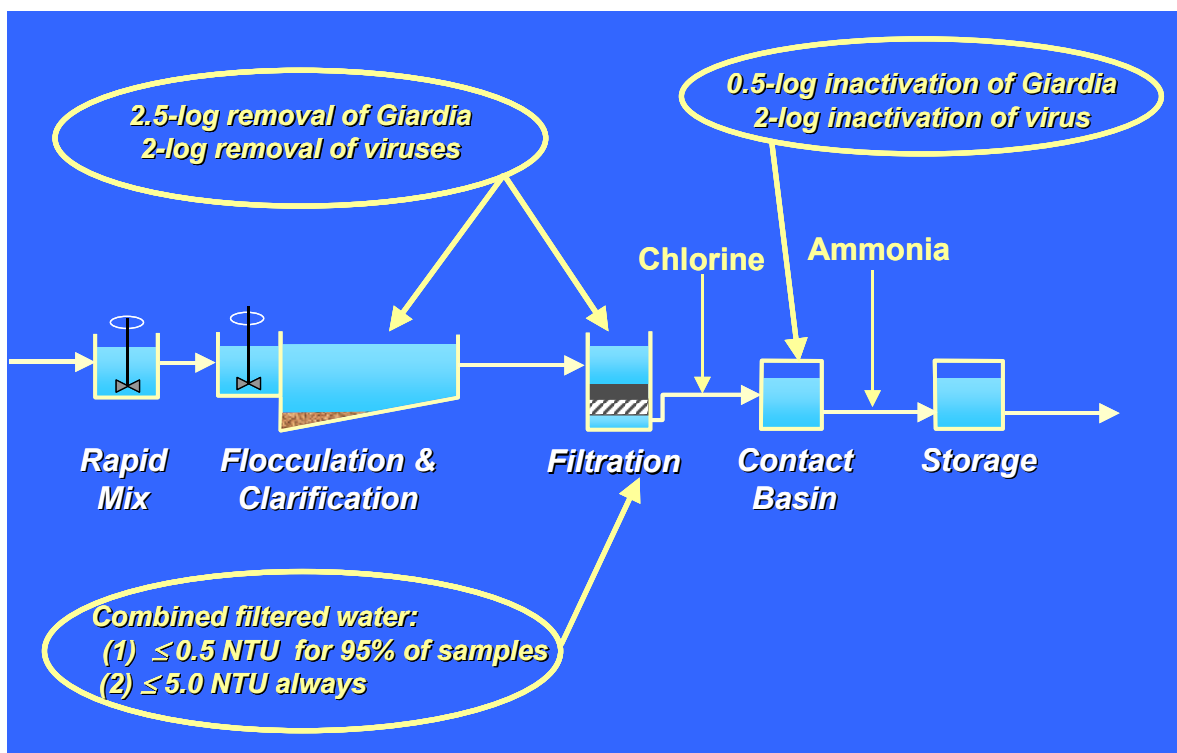 2.5-log removal of Giardia
2-log removal of viruses
0.5-log inactivation of Giardia
2-log inactivation of virus
Chlorine
Ammonia
Rapid
Mix
Flocculation &
Clarification
Filtration
Contact
Basin
Storage
Combined filtered water:
(1) ≤ 0.5 NTU for 95% of samples
(2) ≤ 5.0 NTU always